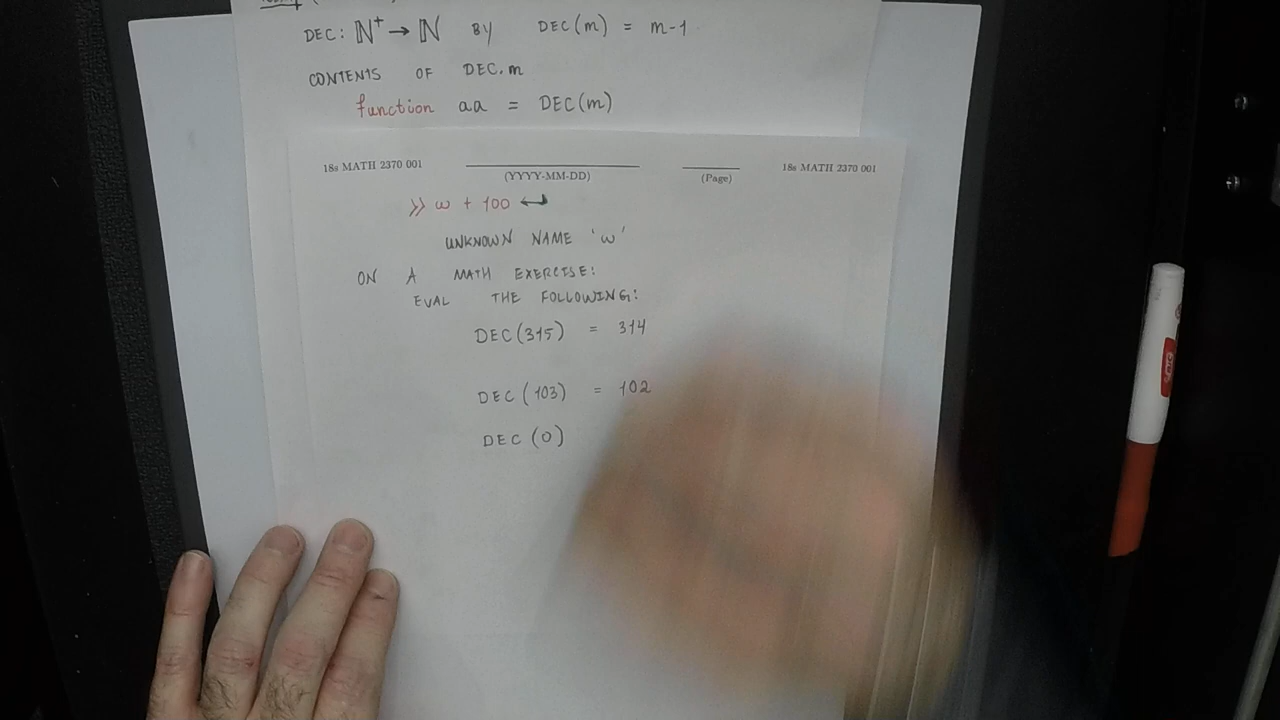 DEC: ℕ⁺ → ℕ BY DEC(m) = m-1
CONTENTS OF DEC.m
function aa = DEC(m)
18s MATH 2370 001 (YYYY-MM-DD) (Page) 18s MATH 2370 001
>> w + 100 ↵
UNKNOWN NAME 'w'
ON A MATH EXERCISE:
EVAL THE FOLLOWING:
DEC(315) = 314
DEC(103) = 102
DEC(0)